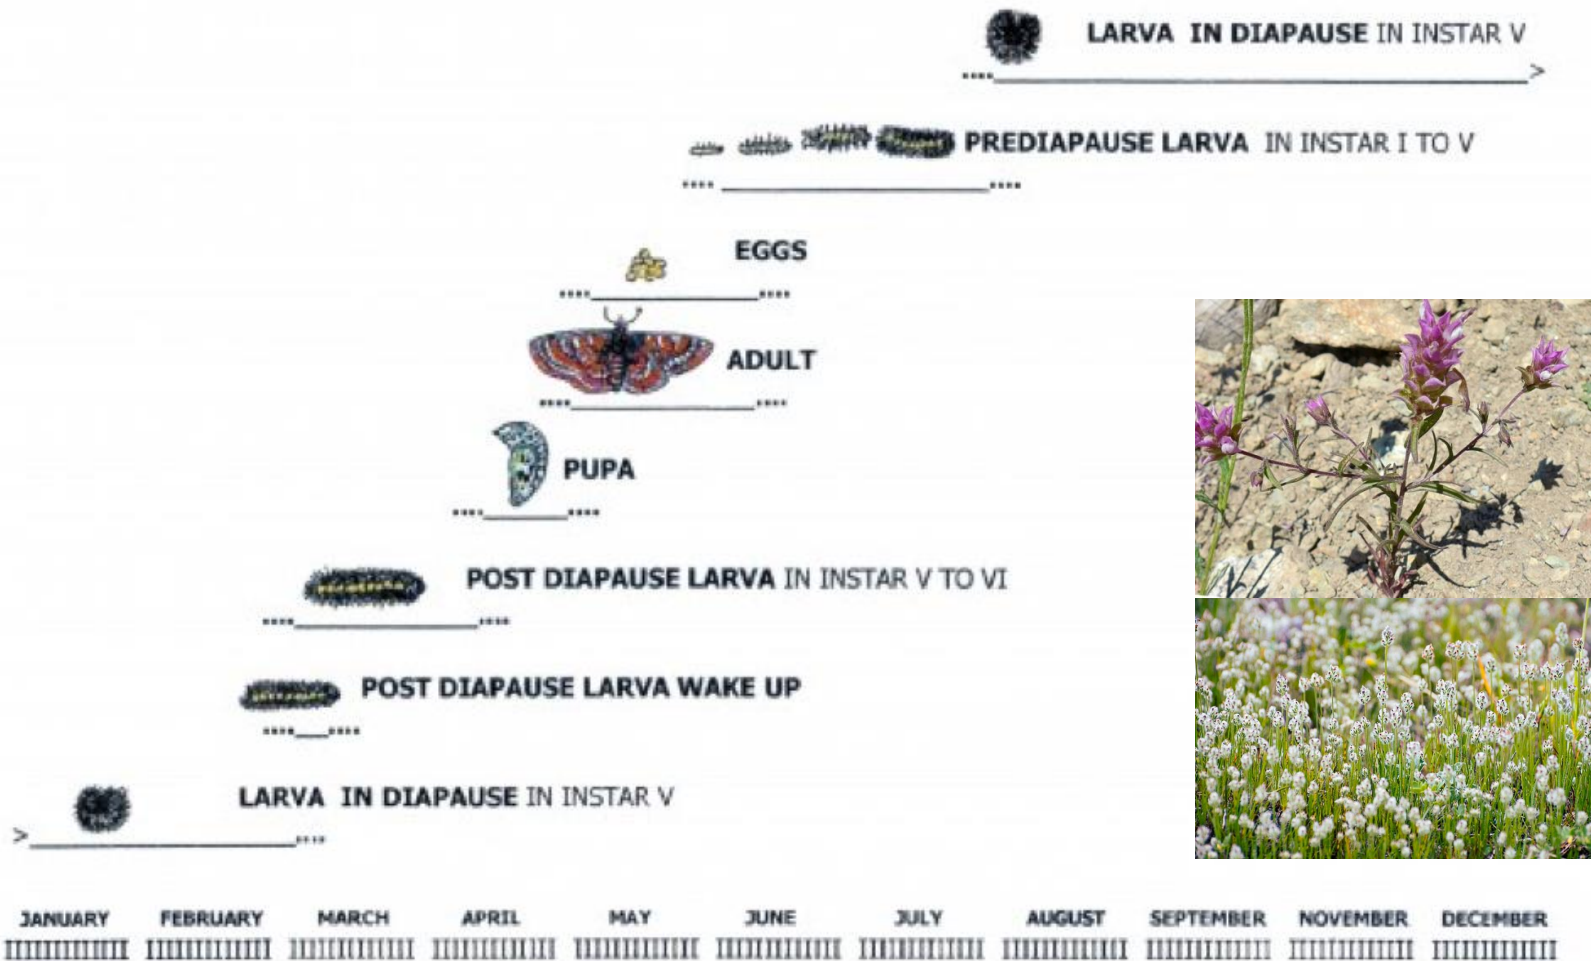 LARVA IN DIAPAUSE IN INSTAR V
PREDIAPAUSE LARVA IN INSTAR I TO V
EGGS
ADULT
PUPA
POST DIAPAUSE LARVA IN INSTAR V TO VI
POST DIAPAUSE LARVA WAKE UP
LARVA IN DIAPAUSE IN INSTAR V
JANUARY FEBRUARY MARCH APRIL MAY JUNE JULY AUGUST SEPTEMBER NOVEMBER DECEMBER